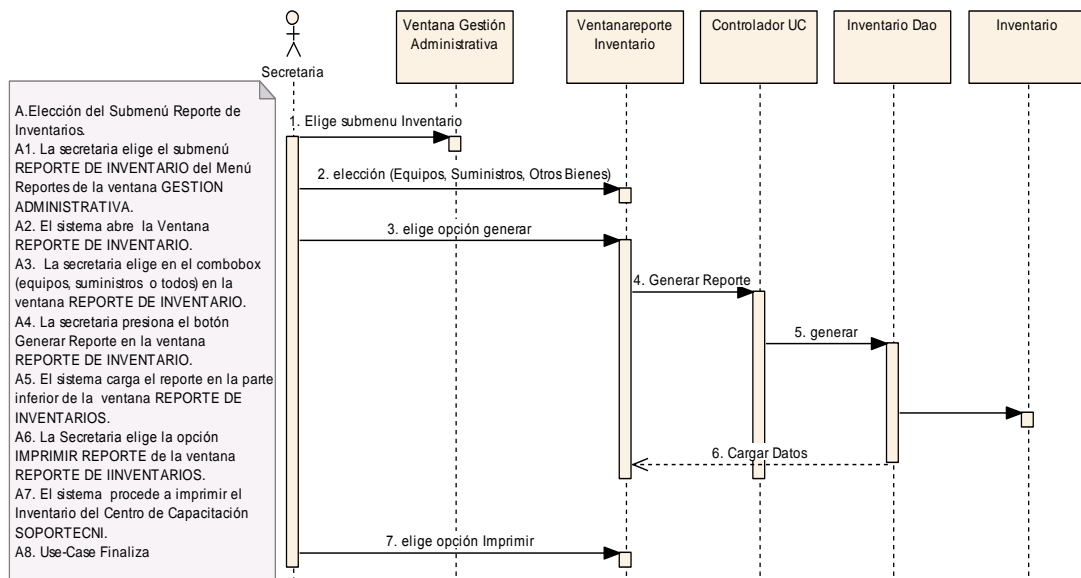 Ventana Gestión
Administrativa
Ventanareporte
Inventario
Controlador UC
Inventario Dao
Inventario
Secretaria
A.Elección del Submenú Reporte de
Inventarios.
A1. La secretaria elige el submenú
REPORTE DE INVENTARIO del Menú
Reportes de la ventana GESTION
ADMINISTRATIVA.
A2. El sistema abre la Ventana
REPORTE DE INVENTARIO.
A3. La secretaria elige en el combobox
(equipos, suministros o todos) en la
ventana REPORTE DE INVENTARIO.
A4. La secretaria presiona el botón
Generar Reporte en la ventana
REPORTE DE INVENTARIO.
A5. El sistema carga el reporte en la parte
inferior de la ventana REPORTE DE
INVENTARIOS.
A6. La Secretaria elige la opción
IMPRIMIR REPORTE de la ventana
REPORTE DE IINVENTARIOS.
A7. El sistema procede a imprimir el
Inventario del Centro de Capacitación
SOPORTECNI.
A8. Use-Case Finaliza
1. Elige submenu Inventario
2. elección (Equipos, Suministros, Otros Bienes)
3. elige opción generar
4. Generar Reporte
5. generar
6. Cargar Datos
7. elige opción Imprimir